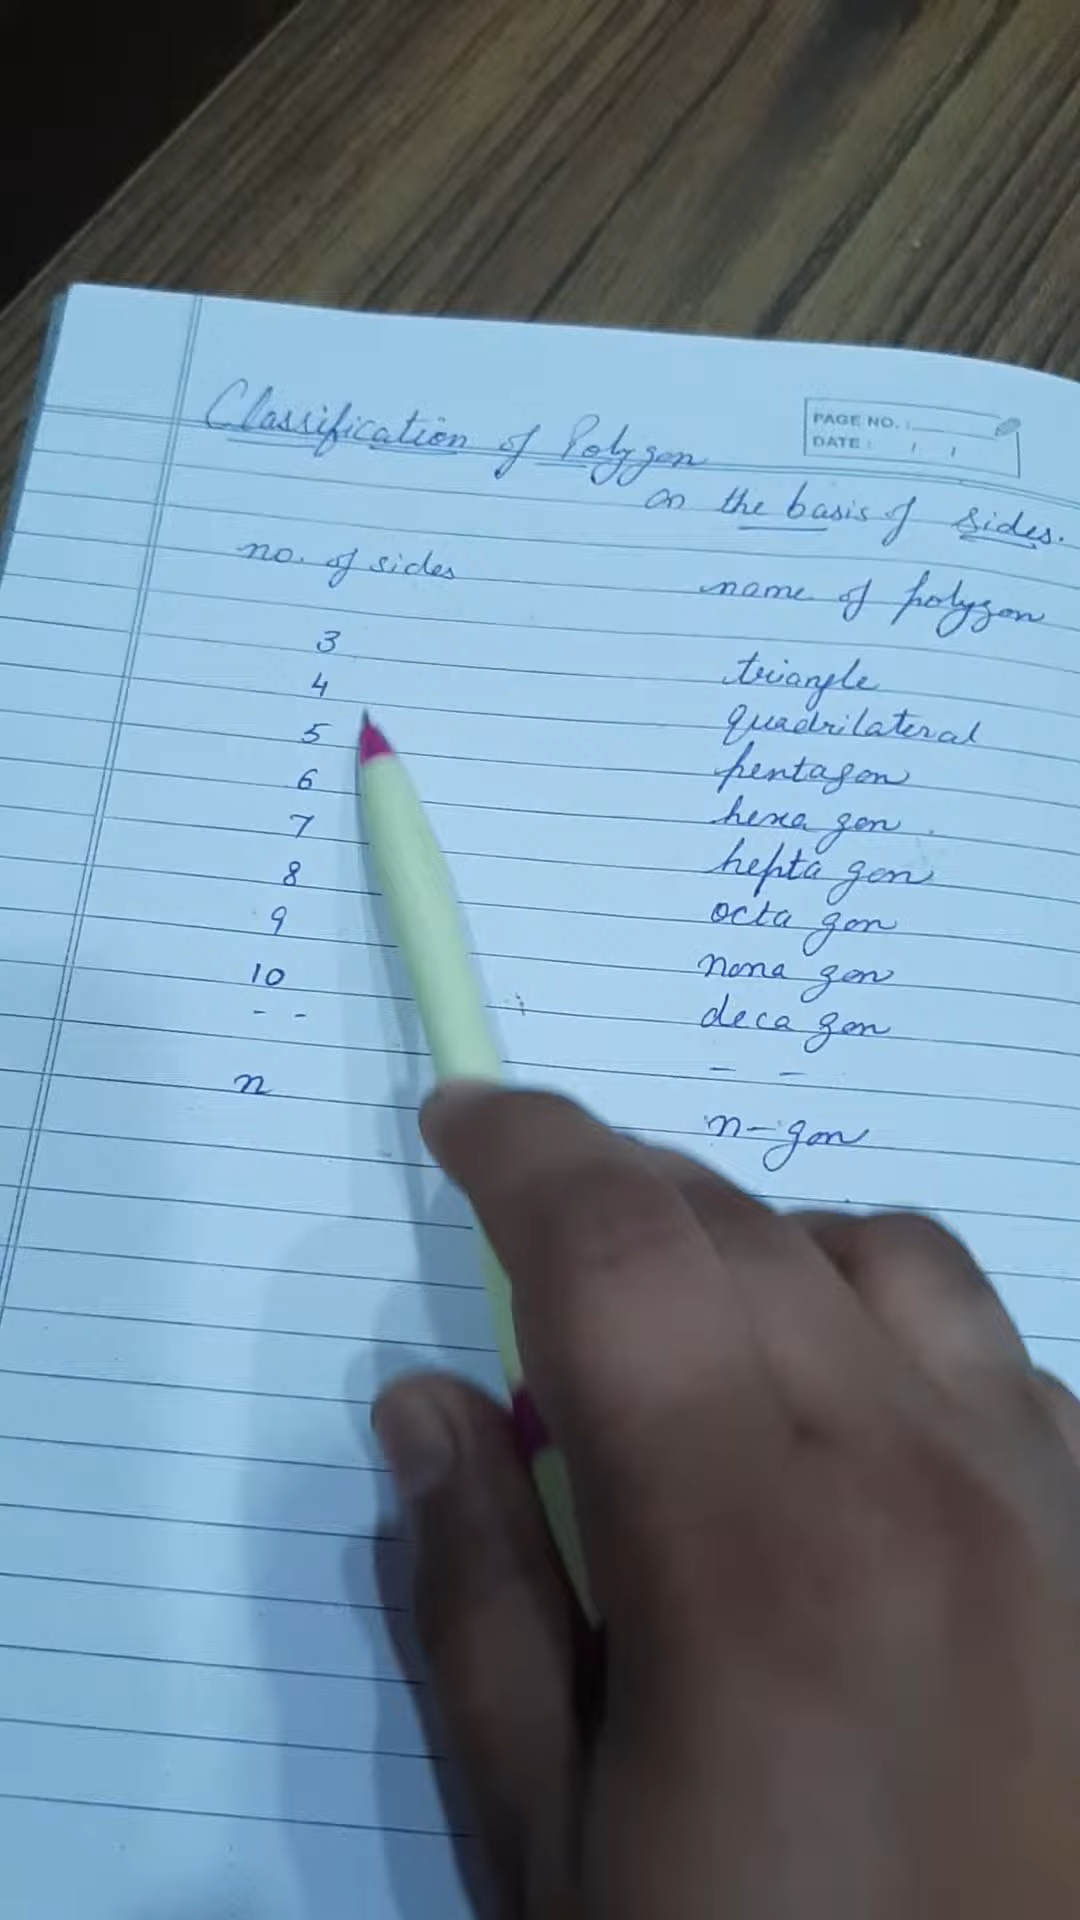 Classification of Polygon
on the basis of sides.
PAGE NO. :
DATE : / /
no. of sides name of polygon
3 triangle
4 quadrilateral
5 pentagon
6 hexa gon
7 hepta gon
8 octa gon
9 nona gon
10 deca gon
- - - -
n n-gon